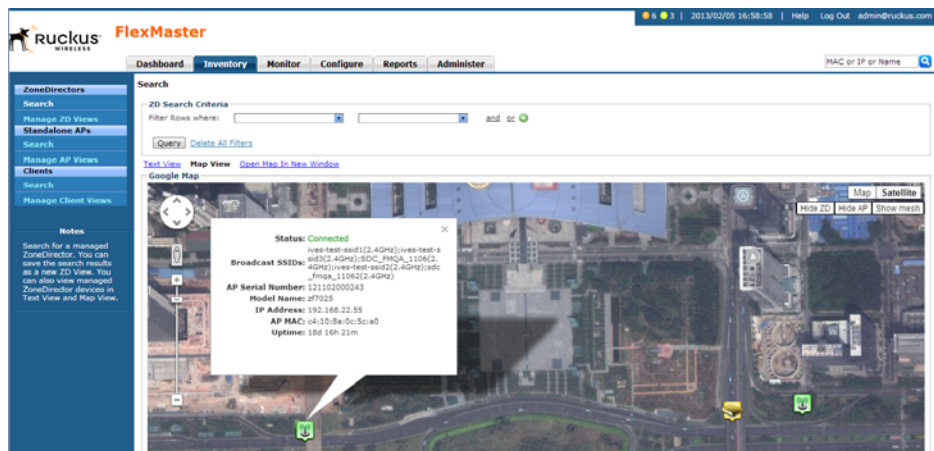 6 3 | 2013/02/05 16:58:58 | Help Log Out admin@ruckus.com
Ruckus
WIRELESS
FlexMaster
Dashboard Inventory Monitor Configure Reports Administer
MAC or IP or Name
ZoneDirectors
Search
Manage ZD Views
Standalone APs
Search
Manage AP Views
Clients
Search
Manage Client Views
Notes
Search for a managed
ZoneDirector. You can
save the search results
as a new ZD View. You
can also view managed
ZoneDirector devices in
Text View and Map View.
Search
ZD Search Criteria
Filter Rows where: and or
Query Delete All Filters
Text View Map View Open Map In New Window
Google Map
Map Satellite
Hide ZD Hide AP Show mesh
Status: Connected
Broadcast SSIDs: ives-test-ssid1(2.4GHz);ives-test-s
sid3(2.4GHz);SDC_FMQA_1106(2.
4GHz);ives-test-ssid2(2.4GHz);sdc
_fmqa_11062(2.4GHz)
AP Serial Number: 121102000243
Model Name: zf7025
IP Address: 192.168.22.55
AP MAC: c4:10:8a:0c:5c:a0
Uptime: 18d 16h 21m